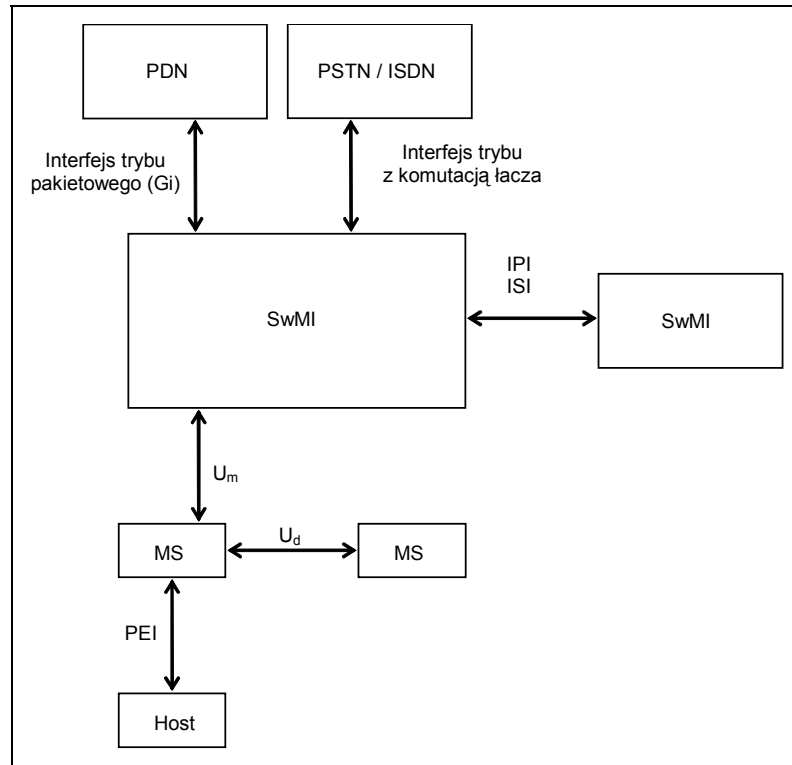 PDN
PSTN / ISDN
Interfejs trybu
pakietowego (Gi)
Interfejs trybu
z komutacją łacza
IPI
ISI
SwMI
SwMI
Um
MS
Ud
MS
PEI
Host